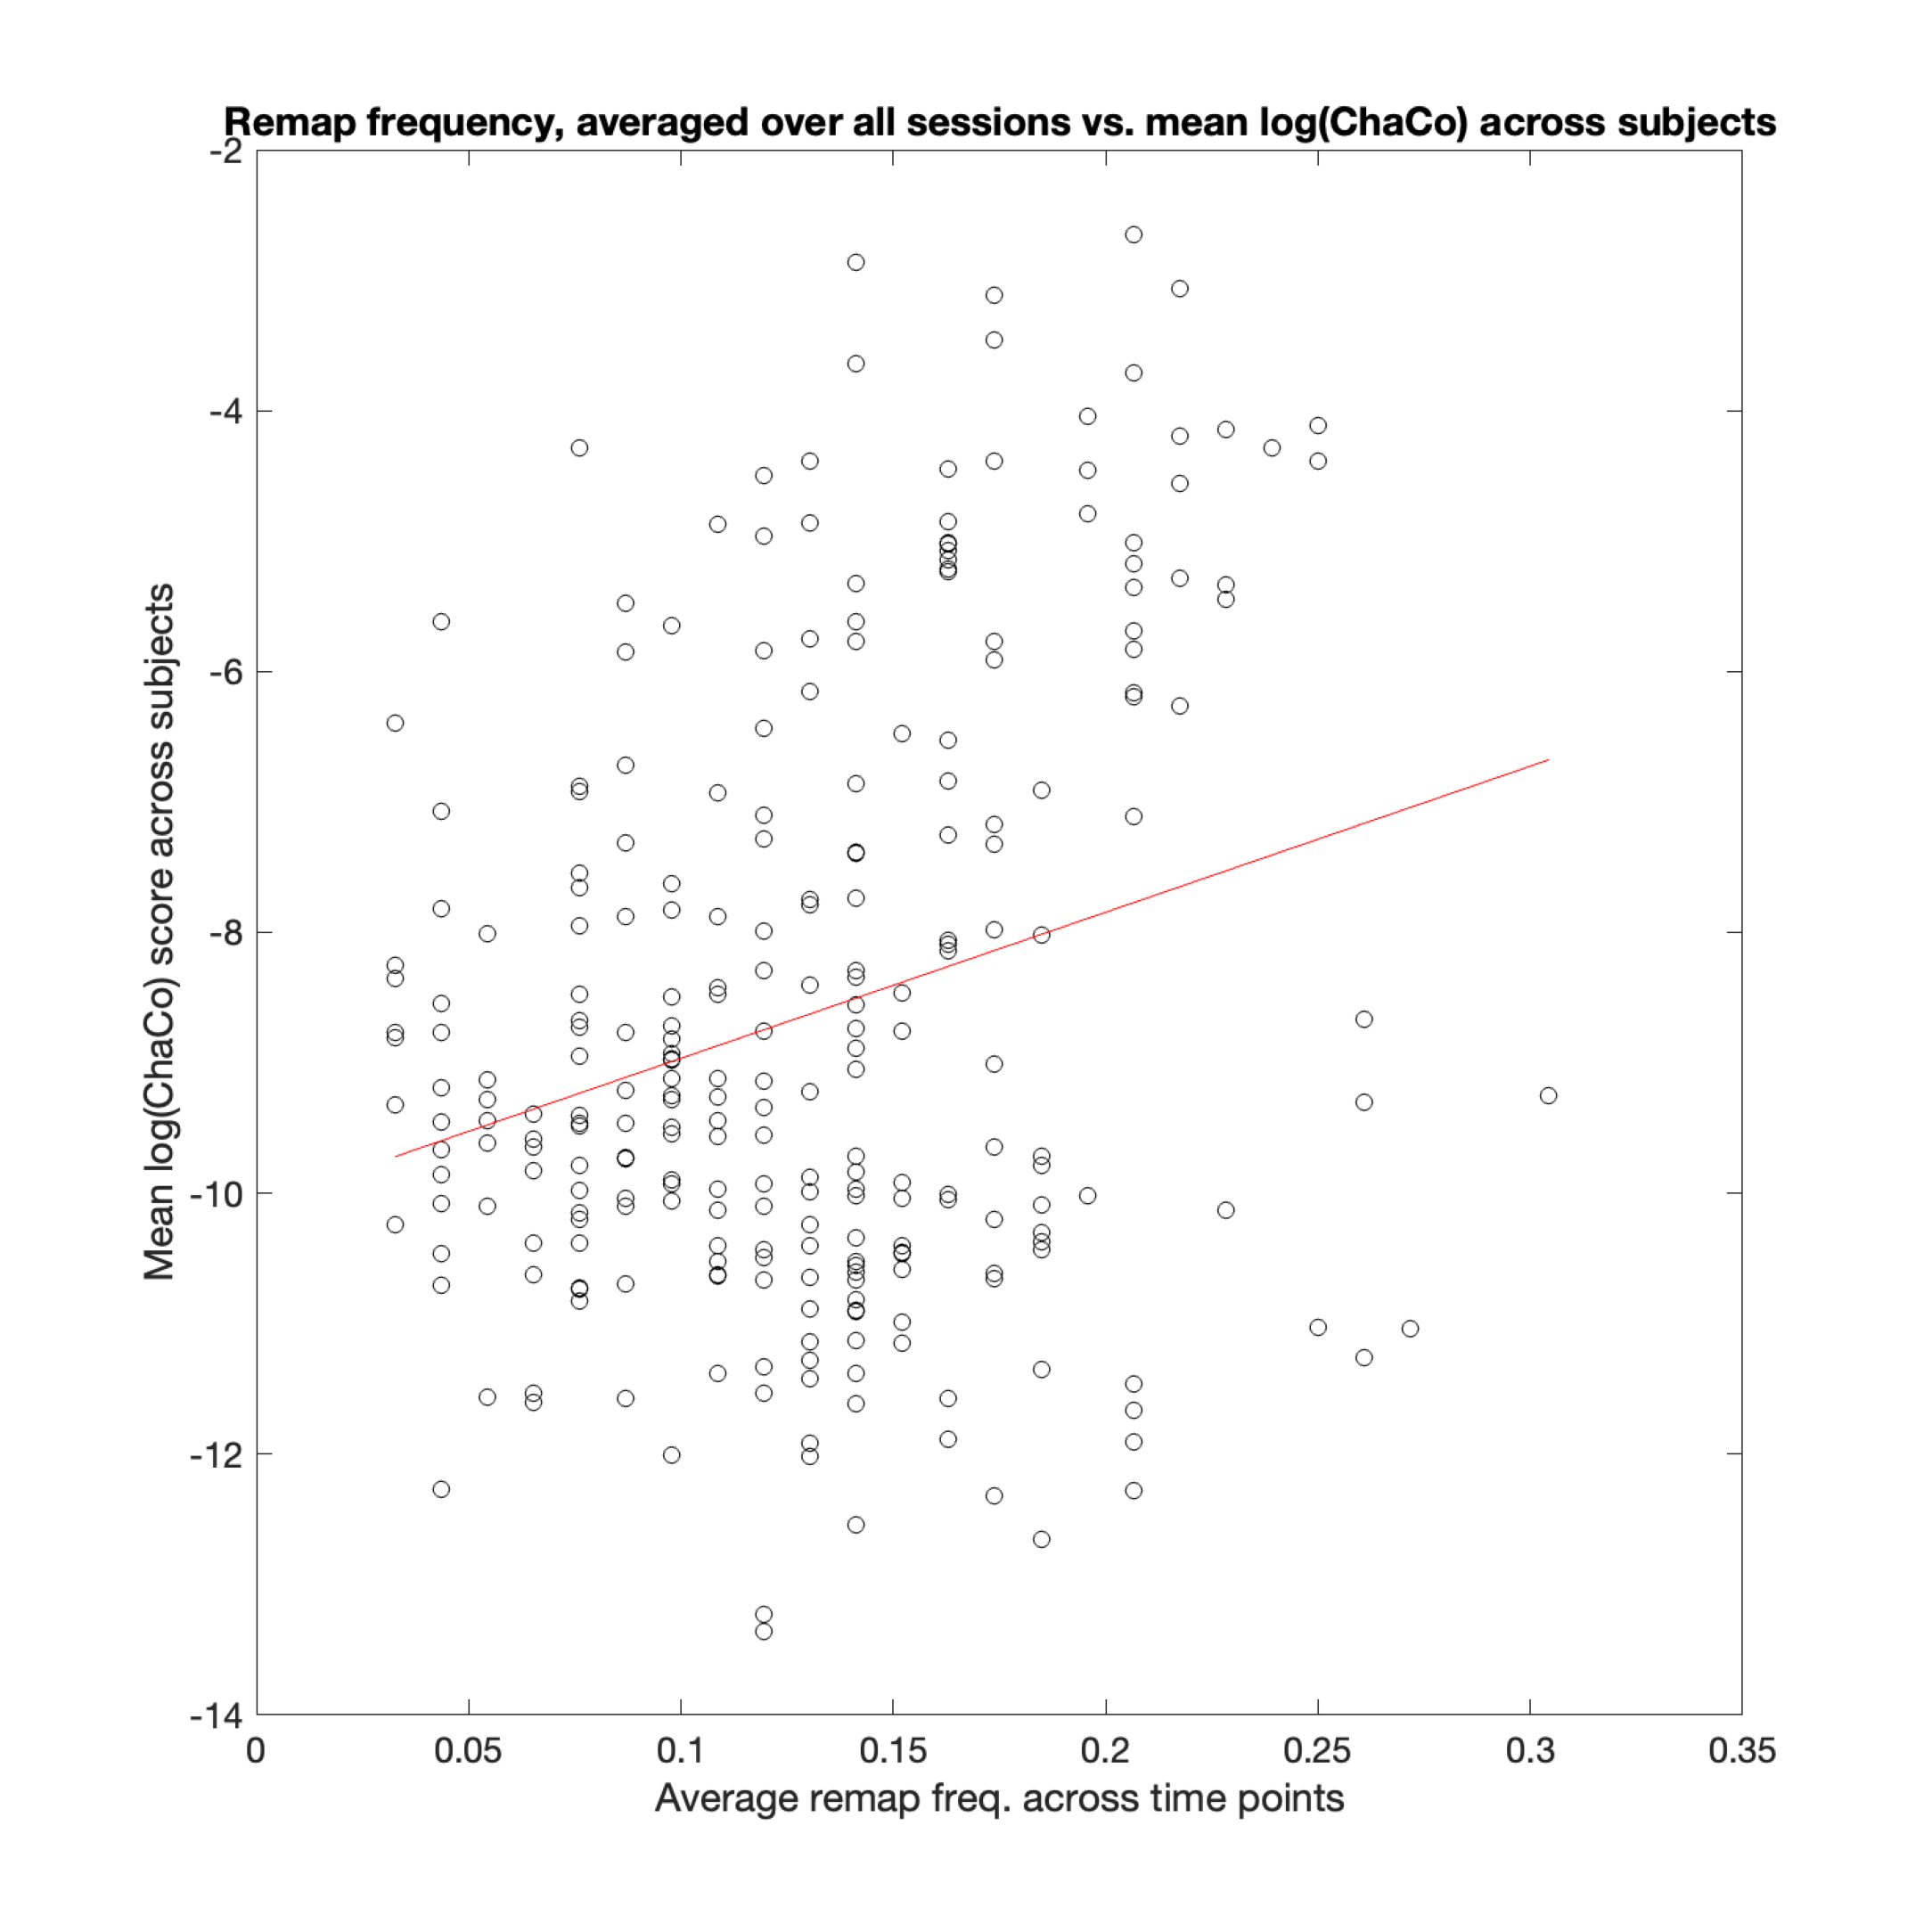 Remap frequency, averaged over all sessions vs. mean log(ChaCo) across subjects
-2
-4
-6
-8
-10
-12
-14
Mean log(ChaCo) score across subjects
0 0.05 0.1 0.15 0.2 0.25 0.3 0.35
Average remap freq. across time points